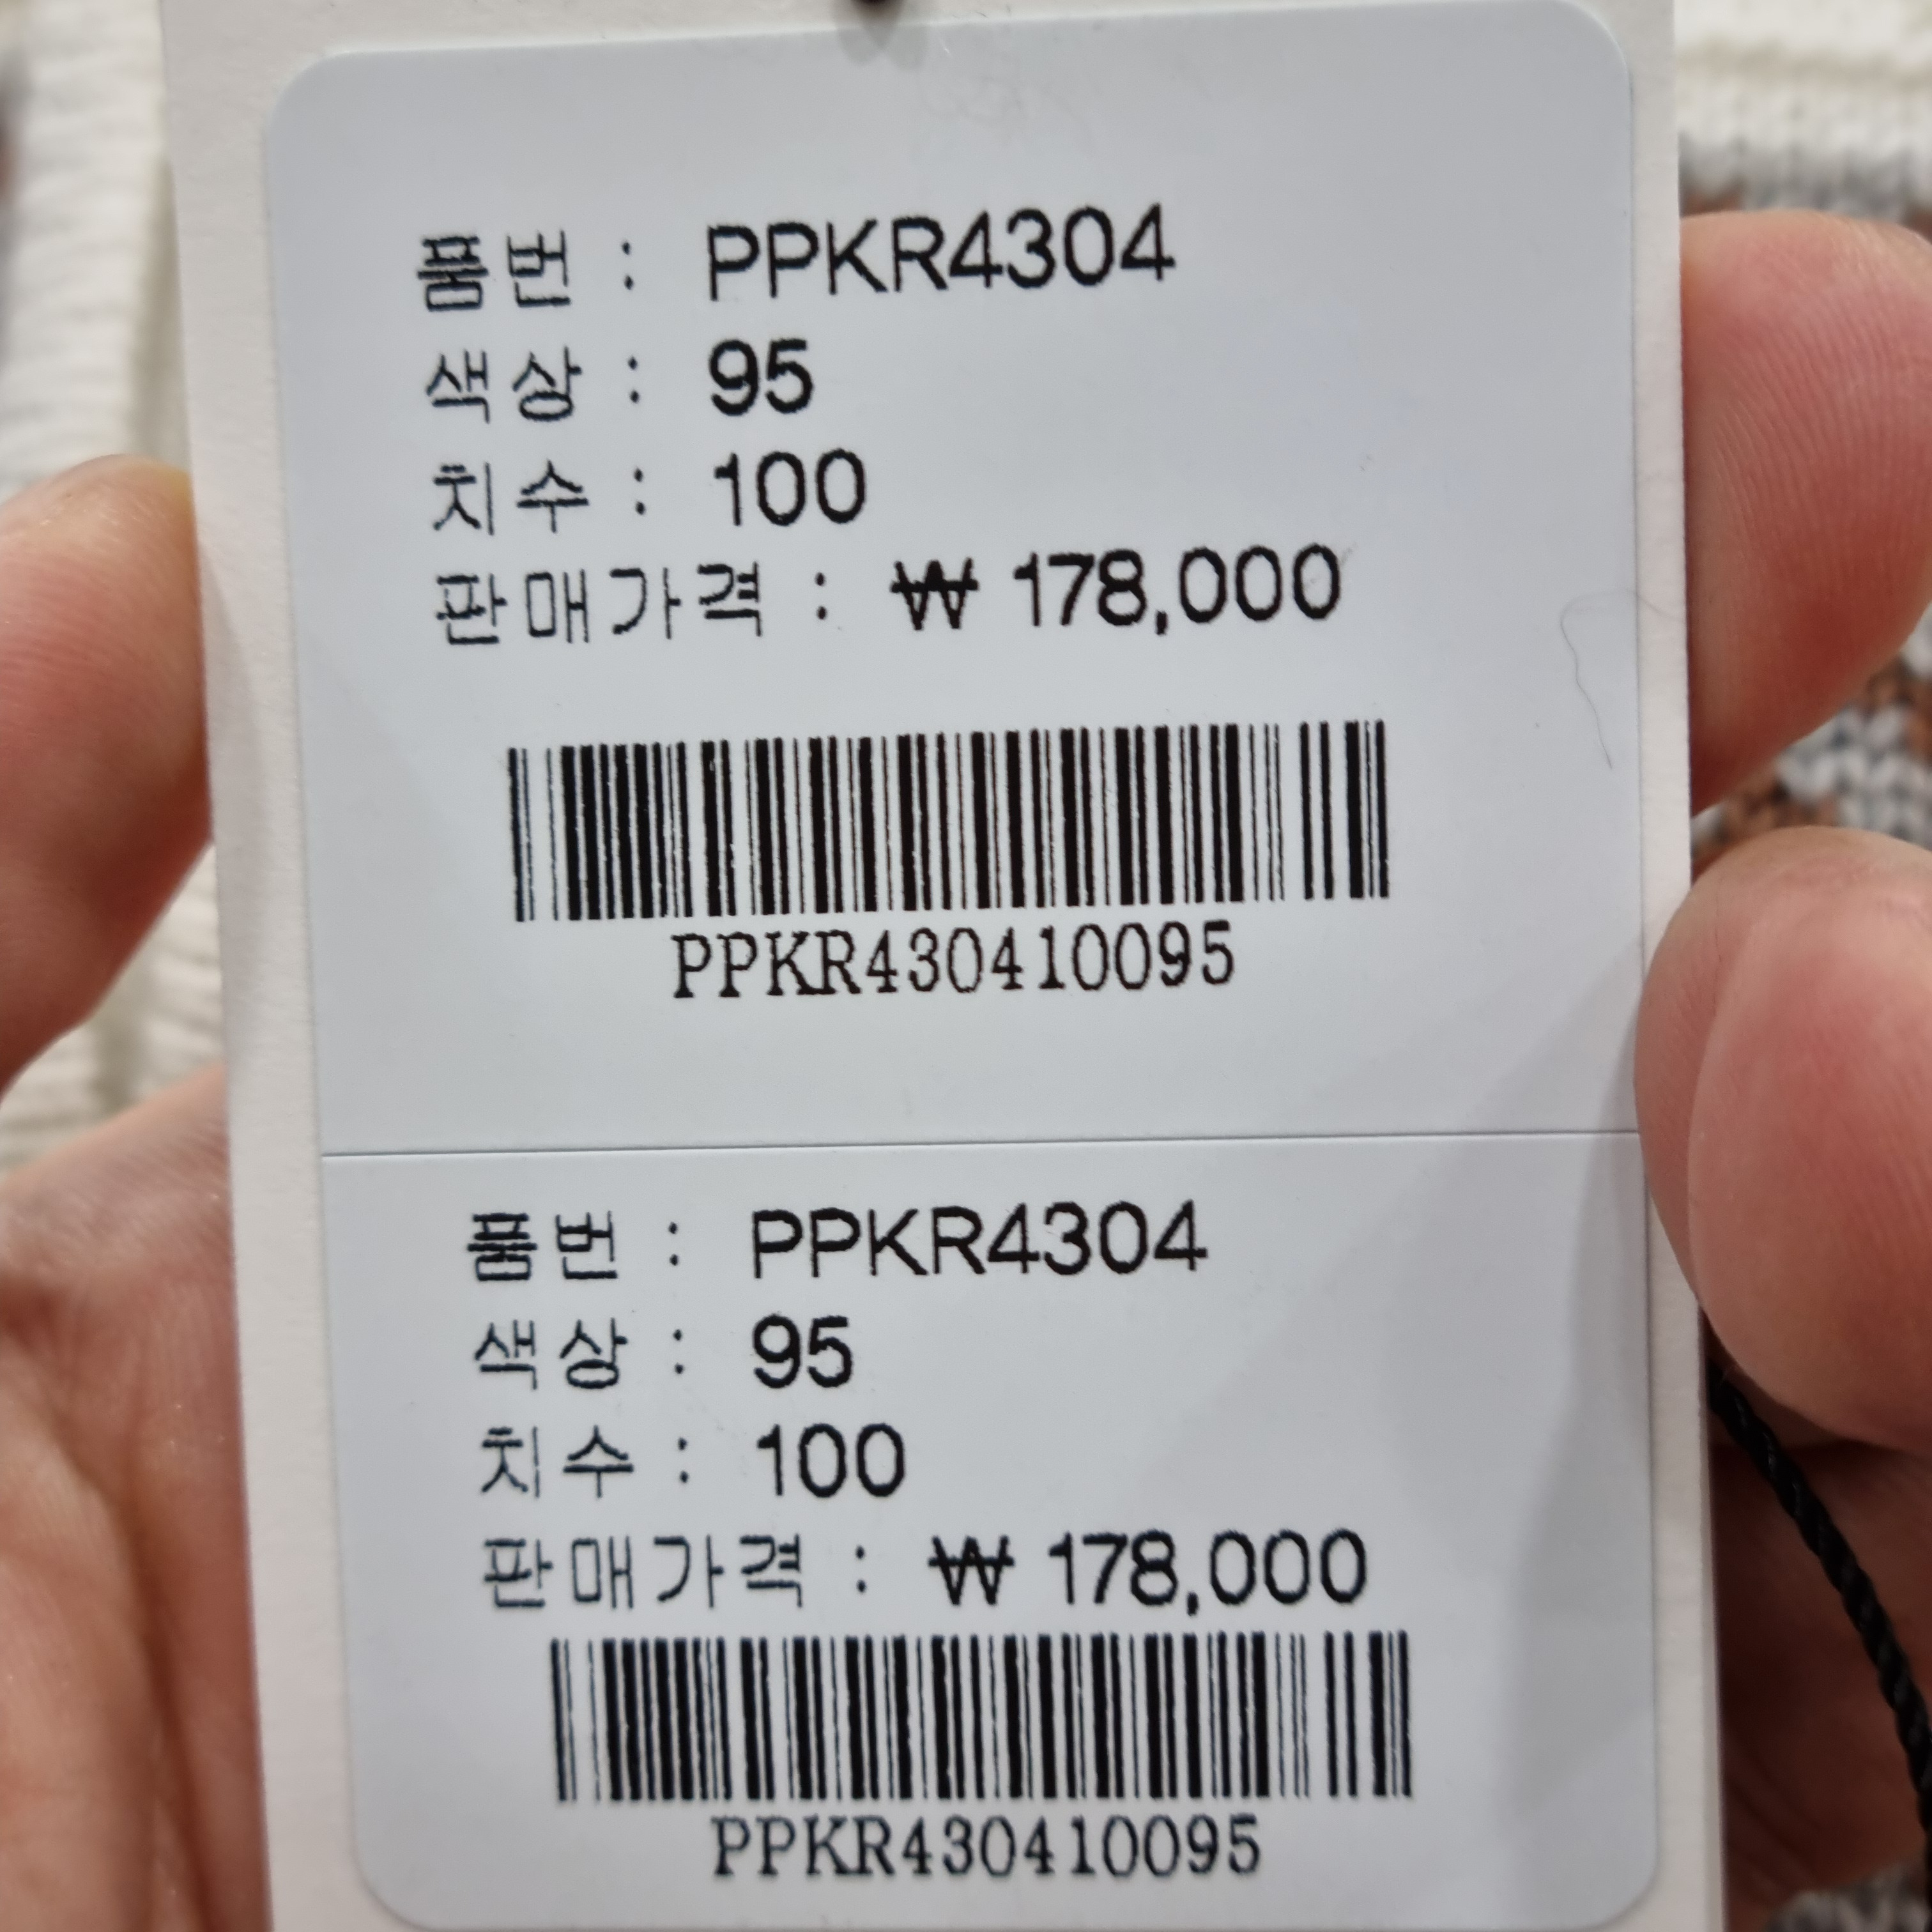 품번 : PPKR4304
색상 : 95
치수 : 100
판매가격 : ₩ 178,000
PPKR430410095
품번 : PPKR4304
색상 : 95
치수 : 100
판매가격 : ₩ 178,000
PPKR430410095